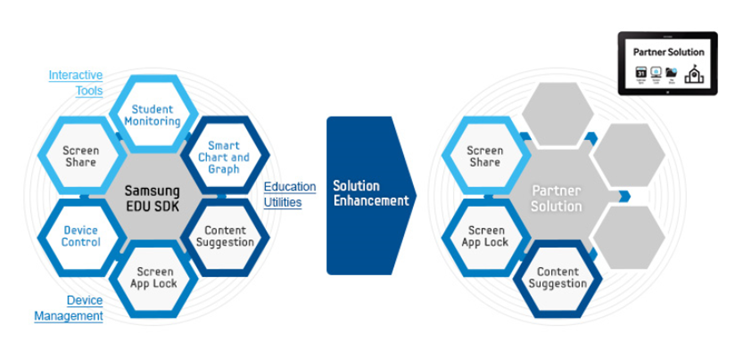 Interactive
Tools
Student
Monitoring
Screen
Share
Smart
Chart and
Graph
Samsung
EDU SDK
Education
Utilities
Device
Control
Content
Suggestion
Screen
App Lock
Device
Management
Solution
Enhancement
Partner Solution
31
Screen
Share
Partner
Solution
Screen
App Lock
Content
Suggestion